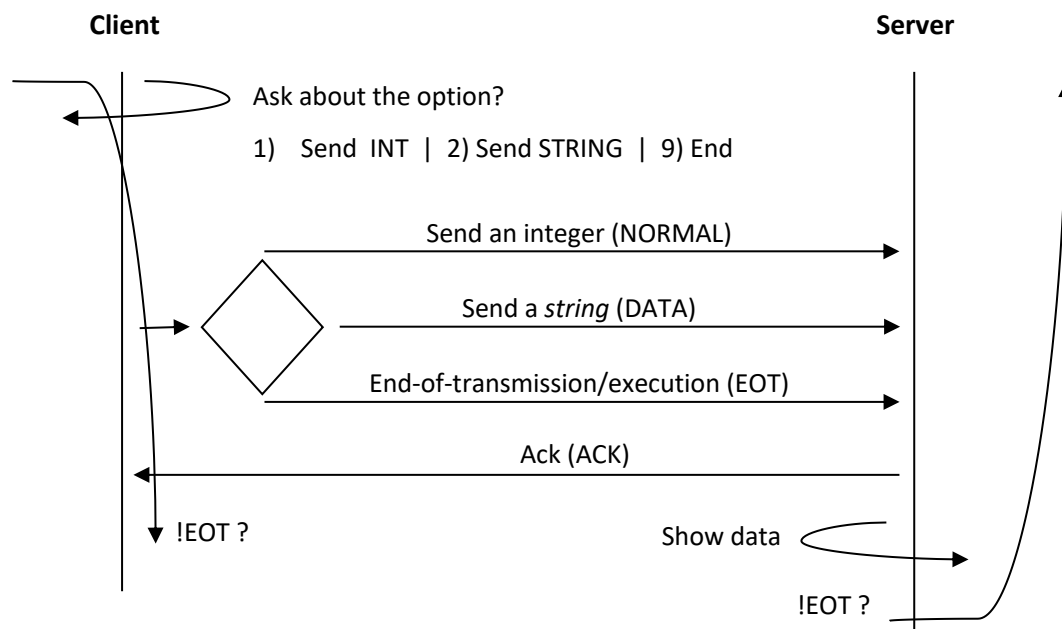 Client
Server
Ask about the option?
1) Send INT | 2) Send STRING | 9) End
Send an integer (NORMAL)
Send a string (DATA)
End-of-transmission/execution (EOT)
Ack (ACK)
!EOT ?
Show data
!EOT ?